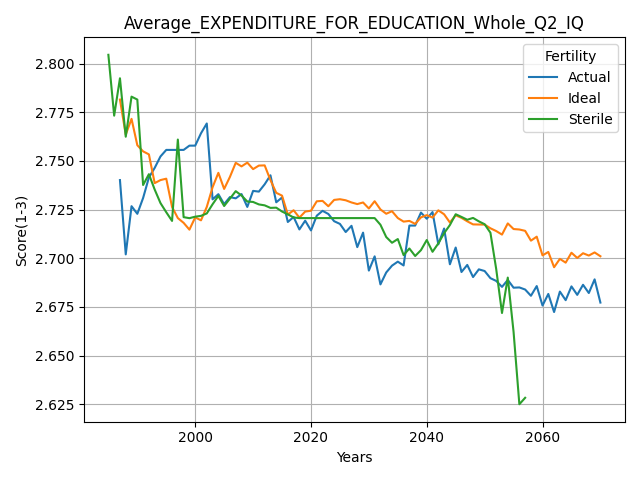 Average_EXPENDITURE_FOR_EDUCATION_Whole_Q2_IQ
Score(1-3)
2.800
2.775
2.750
2.725
2.700
2.675
2.650
2.625
Fertility
Actual
Ideal
Sterile
2000
2020
2040
2060
Years